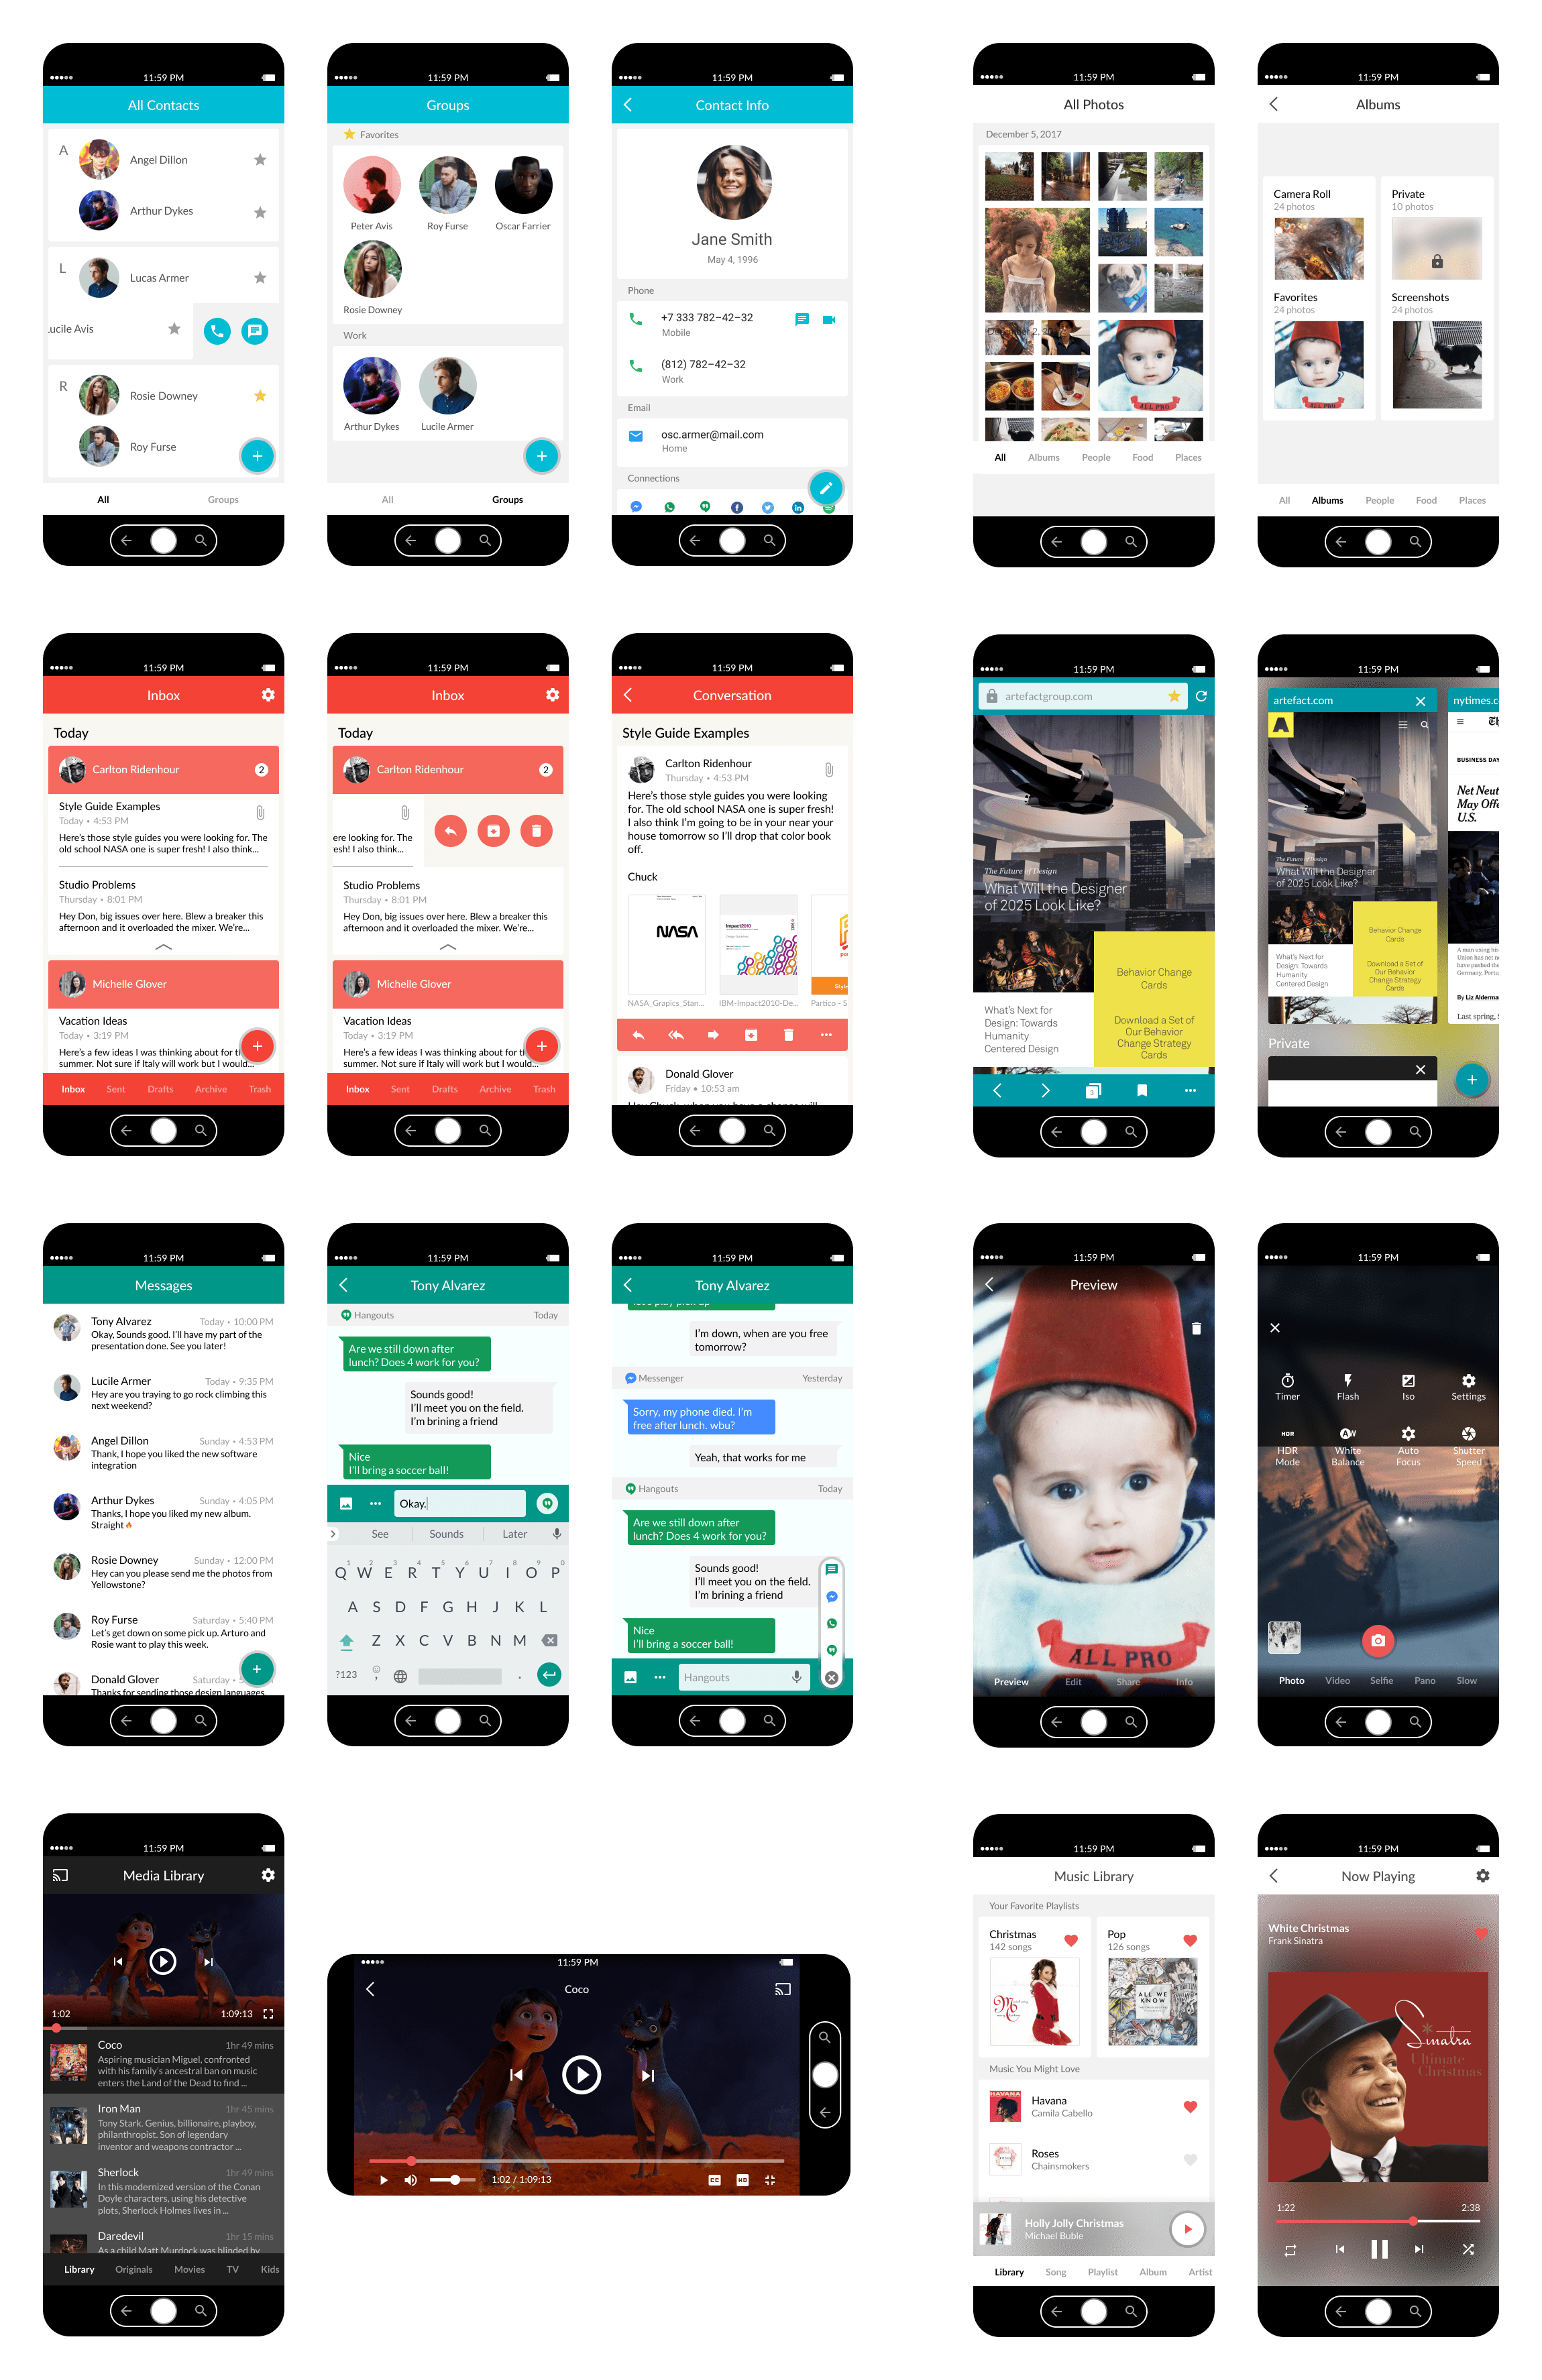 11:59 PM
All Contacts
A
Angel Dillon
Arthur Dykes
L
Lucas Armer
ucile Avis
R
Rosie Downey
Roy Furse
All Groups
11:59 PM
Groups
Favorites
Peter Avis Roy Furse Oscar Farrier
Rosie Downey
Work
Arthur Dykes Lucile Armer
All Groups
11:59 PM
Contact Info
Jane Smith
May 4, 1996
Phone
+7 333 782–42–32
Mobile
(812) 782–42–32
Work
Email
osc.armer@mail.com
Home
Connections
11:59 PM
All Photos
December 5, 2017
ALL PRO
All Albums People Food Places
11:59 PM
Albums
Camera Roll
24 photos
Private
10 photos
Favorites
24 photos
Screenshots
24 photos
All Albums People Food Places
11:59 PM
Inbox
Today
Carlton Ridenhour 2
Style Guide Examples
Today • 4:53 PM
Here's those style guides you were looking for. The
old school NASA one is super fresh! I also think...
Studio Problems
Thursday • 8:01 PM
Hey Don, big issues over here. Blew a breaker this
afternoon and it overloaded the mixer. We're...
Michelle Glover
Vacation Ideas
Today • 3:19 PM
Here's a few ideas I was thinking about for t
summer. Not sure if Italy will work but I would...
Inbox Sent Drafts Archive Trash
11:59 PM
Inbox
Today
Carlton Ridenhour 2
ere looking for. The
esh! I also think...
Studio Problems
Thursday • 8:01 PM
Hey Don, big issues over here. Blew a breaker this
afternoon and it overloaded the mixer. We're...
Michelle Glover
Vacation Ideas
Today • 3:19 PM
Here's a few ideas I was thinking about for t
summer. Not sure if Italy will work but I would...
Inbox Sent Drafts Archive Trash
11:59 PM
Conversation
Style Guide Examples
Carlton Ridenhour
Thursday • 4:53 PM
Here's those style guides you were looking
for. The old school NASA one is super fresh!
I also think I'm going to be in your near your
house tomorrow so I'll drop that color book
off.
Chuck
NASA
Impact2010
NASA_Grapics_Stan... IBM-Impact2010-De... Partico - S
Donald Glover
Friday • 10:53 am
11:59 PM
artefactgroup.com
The Future of Design
What Will the Designer
of 2025 Look Like?
What's Next for
Design: Towards
Humanity
Centered Design
Behavior Change
Cards
Download a Set of
Our Behavior
Change Strategy
Cards
3
11:59 PM
artefact.com
nytimes.c
A
The Future of Design
What Will the Designer
of 2025 Look Like?
What's Next for
Design: Towards
Humanity
Centered Design
Behavior Change
Cards
Download a Set of
Our Behavior
Change Strategy
Cards
BUSINESS DAY
Net Neut
May Offe
U.S.
A man using his
Union has net n
have pushed the
Germany, Portu
By Liz Alderma
Last spring, S
Private
11:59 PM
Messages
Tony Alvarez Today • 10:00 PM
Okay, Sounds good. I'll have my part of the
presentation done. See you later!
Lucile Armer Today • 9:35 PM
Hey are you traying to go rock climbing this
next weekend?
Angel Dillon Sunday • 4:53 PM
Thank, I hope you liked the new software
integration
Arthur Dykes Sunday • 4:05 PM
Thanks, I hope you liked my new album.
Straight🔥
Rosie Downey Sunday • 12:00 PM
Hey can you please send me the photos from
Yellowstone?
Roy Furse Saturday • 5:40 PM
Let's get down on some pick up. Arturo and
Rosie want to play this week.
Donald Glover Saturday •
Thanks for sending those design languages
11:59 PM
Tony Alvarez
Hangouts Today
Are we still down after
lunch? Does 4 work for you?
Sounds good!
I'll meet you on the field.
I'm brining a friend
Nice
I'll bring a soccer ball!
Okay.
See Sounds Later
1 2 3 4 5 6 7 8 9 0
Q W E R T Y U I O P
A S D F G H J K L
Z X C V B N M
?123 , .
11:59 PM
Tony Alvarez
let's play pick up
I'm down, when are you free
tomorrow?
Messenger Yesterday
Sorry, my phone died. I'm
free after lunch. wbu?
Yeah, that works for me
Hangouts Today
Are we still down after
lunch? Does 4 work for you?
Sounds good!
I'll meet you on the field.
I'm brining a friend
Nice
I'll bring a soccer ball!
Hangouts
11:59 PM
Preview
ALL PRO
Preview Edit Share Info
11:59 PM
Timer Flash Iso Settings
HDR
HDR
Mode
AW
White
Balance
Auto
Focus
Shutter
Speed
Photo Video Selfie Pano Slow
11:59 PM
Media Library
1:02 1:09:13
Coco 1hr 49 mins
Aspiring musician Miguel, confronted
with his family's ancestral ban on music
enters the Land of the Dead to find ...
Iron Man 1hr 45 mins
Tony Stark. Genius, billionaire, playboy,
philanthropist. Son of legendary
inventor and weapons contractor ...
Sherlock 1hr 49 mins
In this modernized version of the Conan
Doyle characters, using his detective
plots, Sherlock Holmes lives in ...
Daredevil 1hr 15 mins
As a child Matt Murdock was blinded by
Library Originals Movies TV Kids
11:59 PM
Coco
1:02 / 1:09:13
CC HD
11:59 PM
Music Library
Your Favorite Playlists
Christmas
142 songs
Pop
126 songs
ALL WE
KNOW
Music You Might Love
HAVANA
Havana
Camila Cabello
Roses
Chainsmokers
Holly Jolly Christmas
Michael Buble
Library Song Playlist Album Artist
11:59 PM
Now Playing
White Christmas
Frank Sinatra
Sinatra
Ultimate
Christmas
1:22 2:38